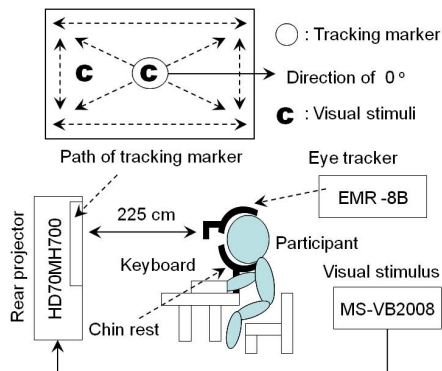 : Tracking marker
C C
Direction of 0 °
C : Visual stimuli
Path of tracking marker
Eye tracker
EMR -8B
225 cm
Rear projector
HD70MH700
Participant
Keyboard
Visual stimulus
MS-VB2008
Chin rest